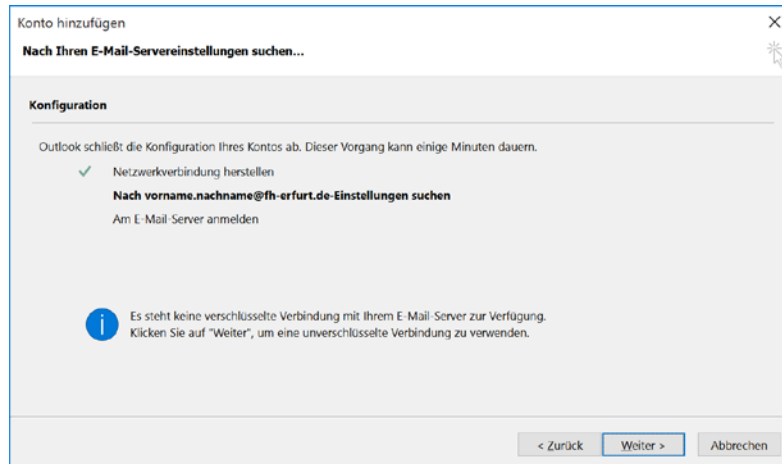 Konto hinzufügen
Nach Ihren E-Mail-Servereinstellungen suchen...
Konfiguration
Outlook schließt die Konfiguration Ihres Kontos ab. Dieser Vorgang kann einige Minuten dauern.
Netzwerkverbindung herstellen
Nach vorname.nachname@fh-erfurt.de-Einstellungen suchen
Am E-Mail-Server anmelden
Es steht keine verschlüsselte Verbindung mit Ihrem E-Mail-Server zur Verfügung.
Klicken Sie auf "Weiter", um eine unverschlüsselte Verbindung zu verwenden.
< Zurück Weiter > Abbrechen